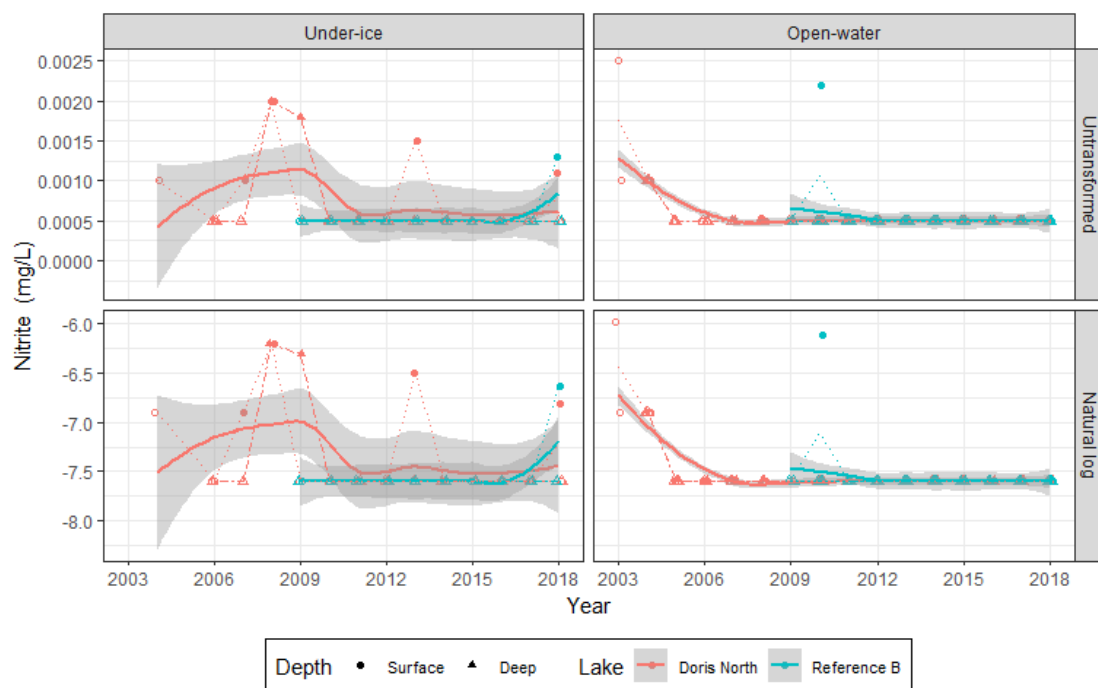 Under-ice
Open-water
0.0025
0.0020
0.0015
0.0010
0.0005
0.0000
Untransformed
-6.0
-6.5
-7.0
-7.5
-8.0
Natural log
Nitrite (mg/L)
2003 2006 2009 2012 2015 2018
2003 2006 2009 2012 2015 2018
Year
Depth Surface Deep Lake Doris North Reference B